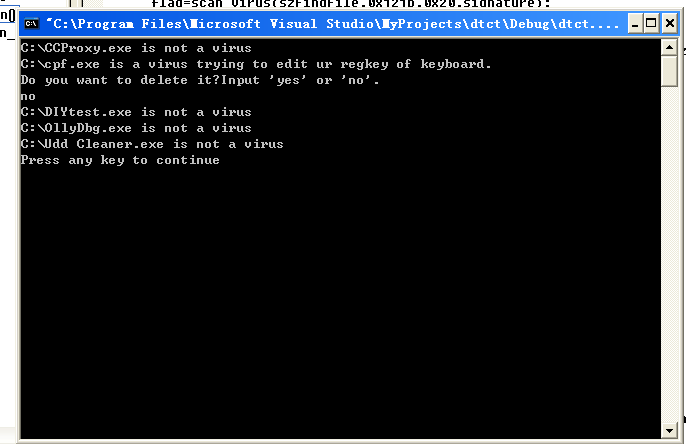 flag=scan_virus(szFindFile,0x121b,0x20,signature);
"C:\Program Files\Microsoft Visual Studio\MyProjects\dtct\Debug\dtct....
C:\CCProxy.exe is not a virus
C:\cpf.exe is a virus trying to edit ur regkey of keyboard.
Do you want to delete it?Input 'yes' or 'no'.
no
C:\DIYtest.exe is not a virus
C:\OllyDbg.exe is not a virus
C:\Udd Cleaner.exe is not a virus
Press any key to continue